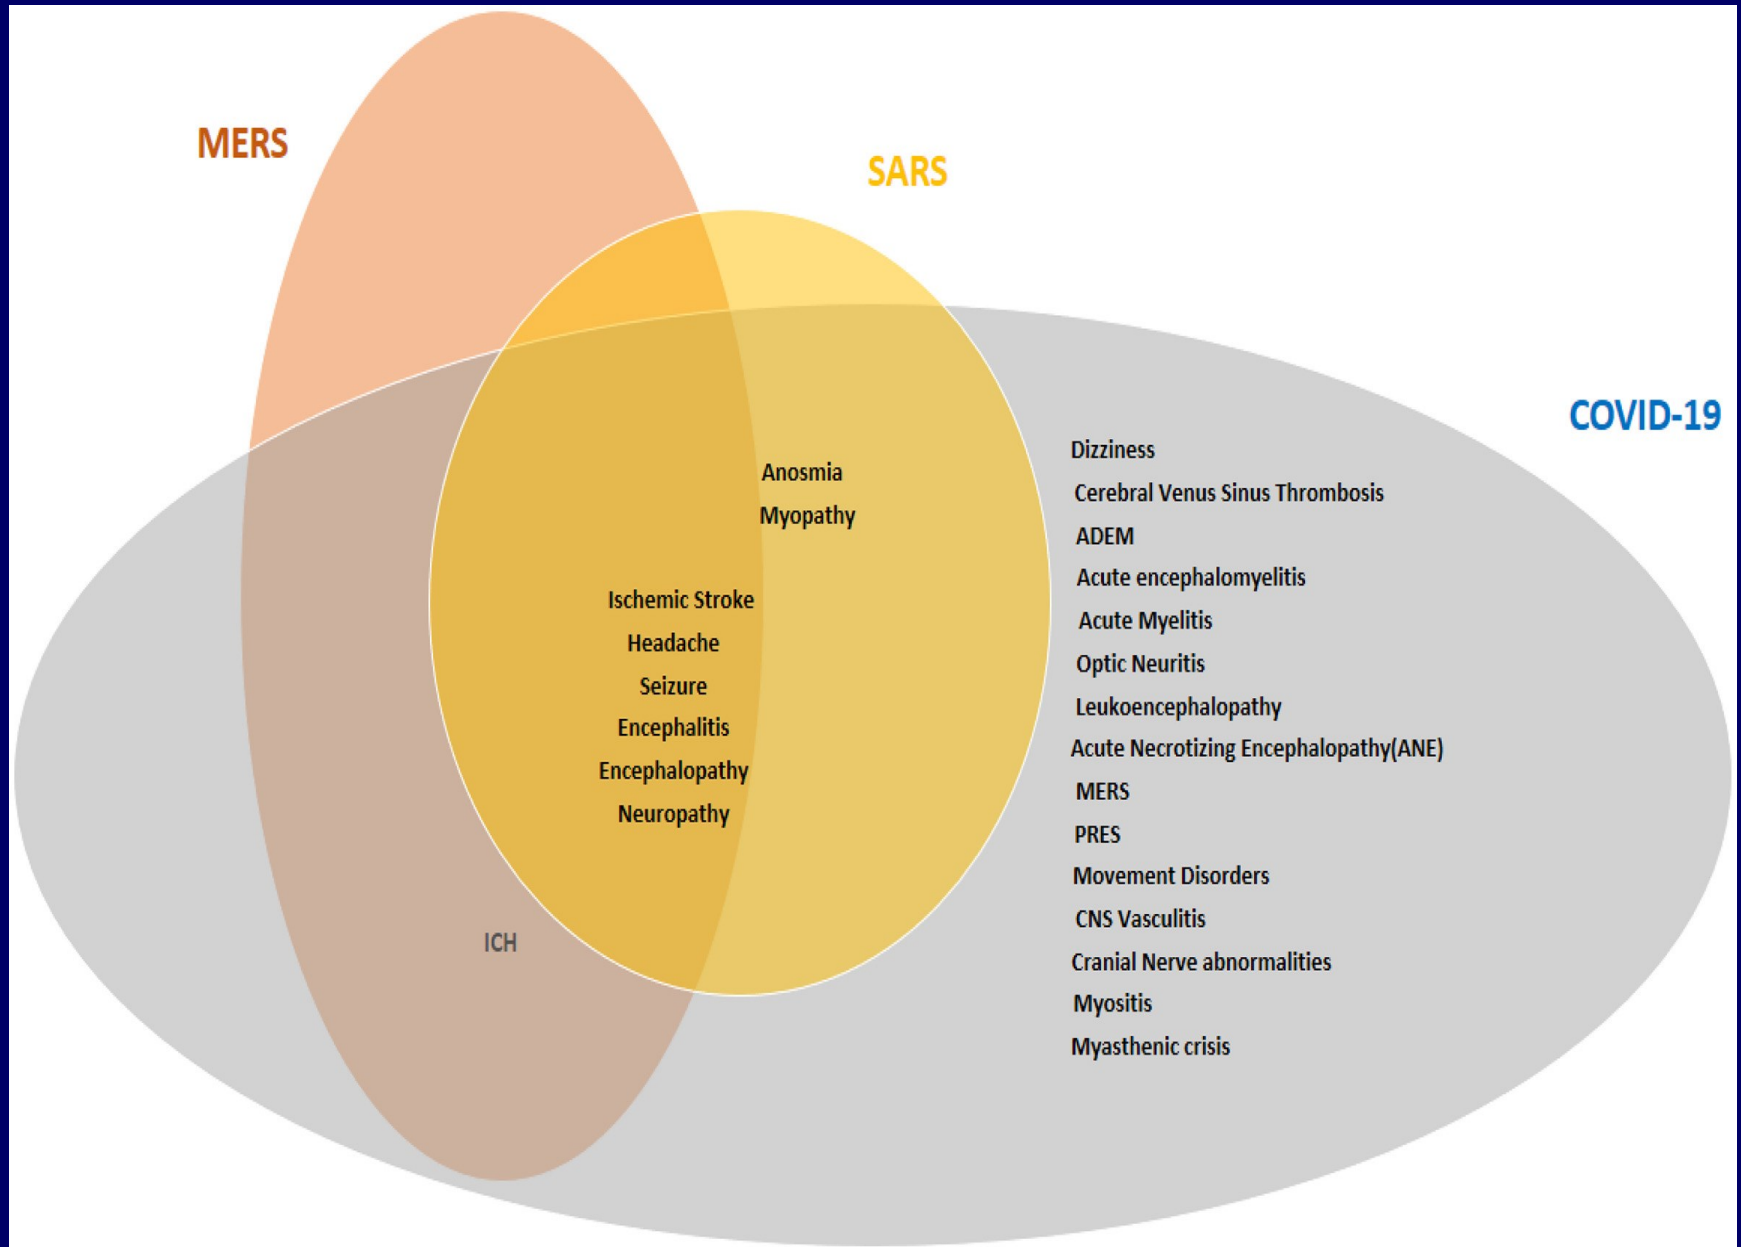 MERS
SARS
COVID-19
Anosmia
Myopathy
Ischemic Stroke
Headache
Seizure
Encephalitis
Encephalopathy
Neuropathy
ICH
Dizziness
Cerebral Venus Sinus Thrombosis
ADEM
Acute encephalomyelitis
Acute Myelitis
Optic Neuritis
Leukoencephalopathy
Acute Necrotizing Encephalopathy(ANE)
MERS
PRES
Movement Disorders
CNS Vasculitis
Cranial Nerve abnormalities
Myositis
Myasthenic crisis